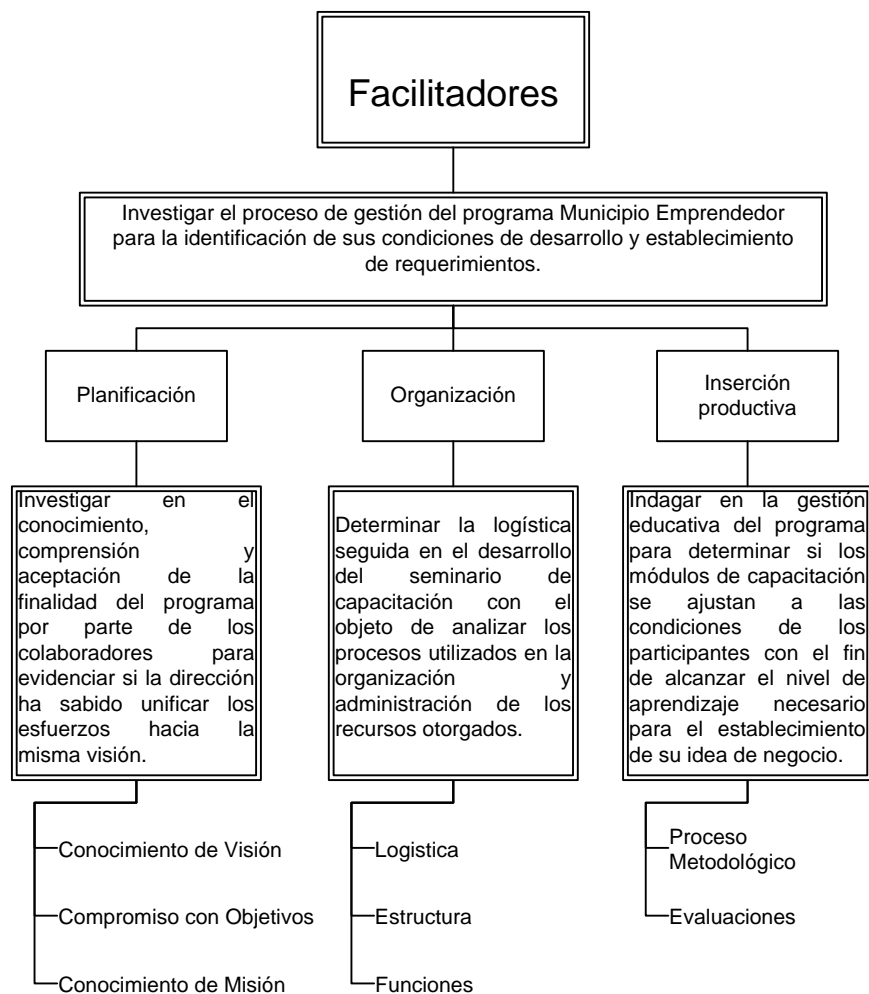 Facilitadores
Investigar el proceso de gestión del programa Municipio Emprendedor
para la identificación de sus condiciones de desarrollo y establecimiento
de requerimientos.
Planificación
Organización
Inserción
productiva
Investigar en el
conocimiento,
comprensión y
aceptación de la
finalidad del programa
por parte de los
colaboradores para
evidenciar si la dirección
ha sabido unificar los
esfuerzos hacia la
misma visión.
Determinar la logística
seguida en el desarrollo
del seminario de
capacitación con el
objeto de analizar los
procesos utilizados en la
organización y
administración de los
recursos otorgados.
Indagar en la gestión
educativa del programa
para determinar si los
módulos de capacitación
se ajustan a las
condiciones de los
participantes con el fin
de alcanzar el nivel de
aprendizaje necesario
para el establecimiento
de su idea de negocio.
Conocimiento de Visión
Compromiso con Objetivos
Conocimiento de Misión
Logistica
Estructura
Funciones
Proceso
Metodológico
Evaluaciones